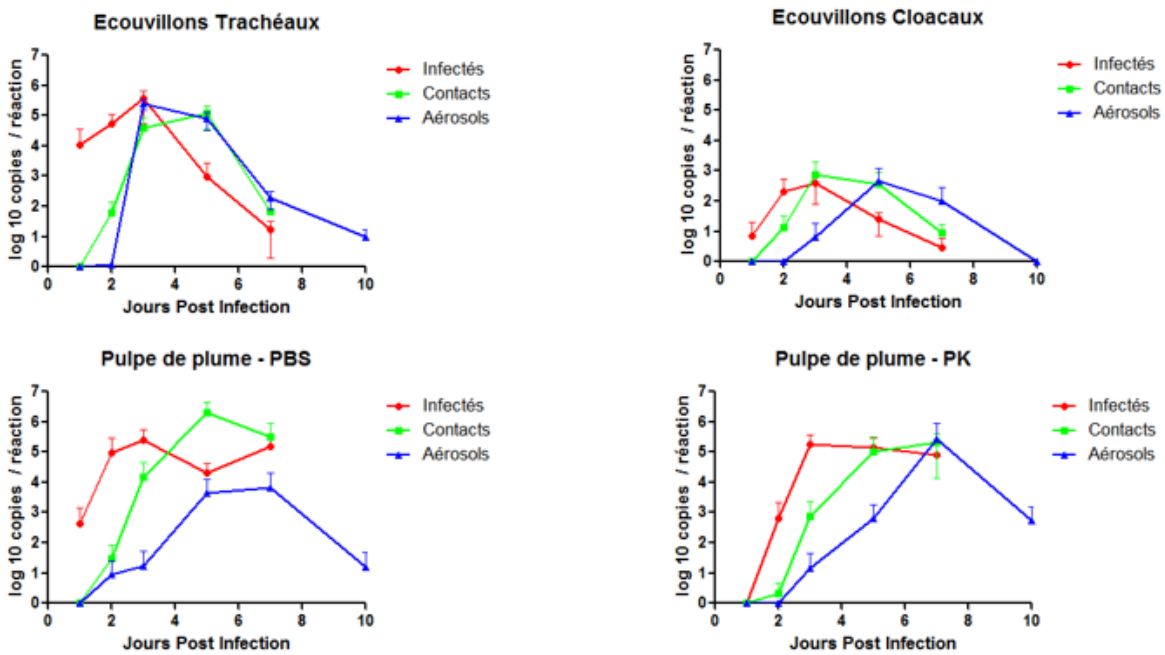 Ecouvillons Trachéaux
7
6
5
4
3
2
1
0
log 10 copies / réaction
0 2 4 6 8 10
Jours Post Infection
Infectés
Contacts
Aérosols
Ecouvillons Cloacaux
7
6
5
4
3
2
1
0
log 10 copies / réaction
0 2 4 6 8 10
Jours Post Infection
Infectés
Contacts
Aérosols
Pulpe de plume - PBS
7
6
5
4
3
2
1
0
log 10 copies / réaction
0 2 4 6 8 10
Jours Post Infection
Infectés
Contacts
Aérosols
Pulpe de plume - PK
7
6
5
4
3
2
1
0
log 10 copies / réaction
0 2 4 6 8 10
Jours Post Infection
Infectés
Contacts
Aérosols